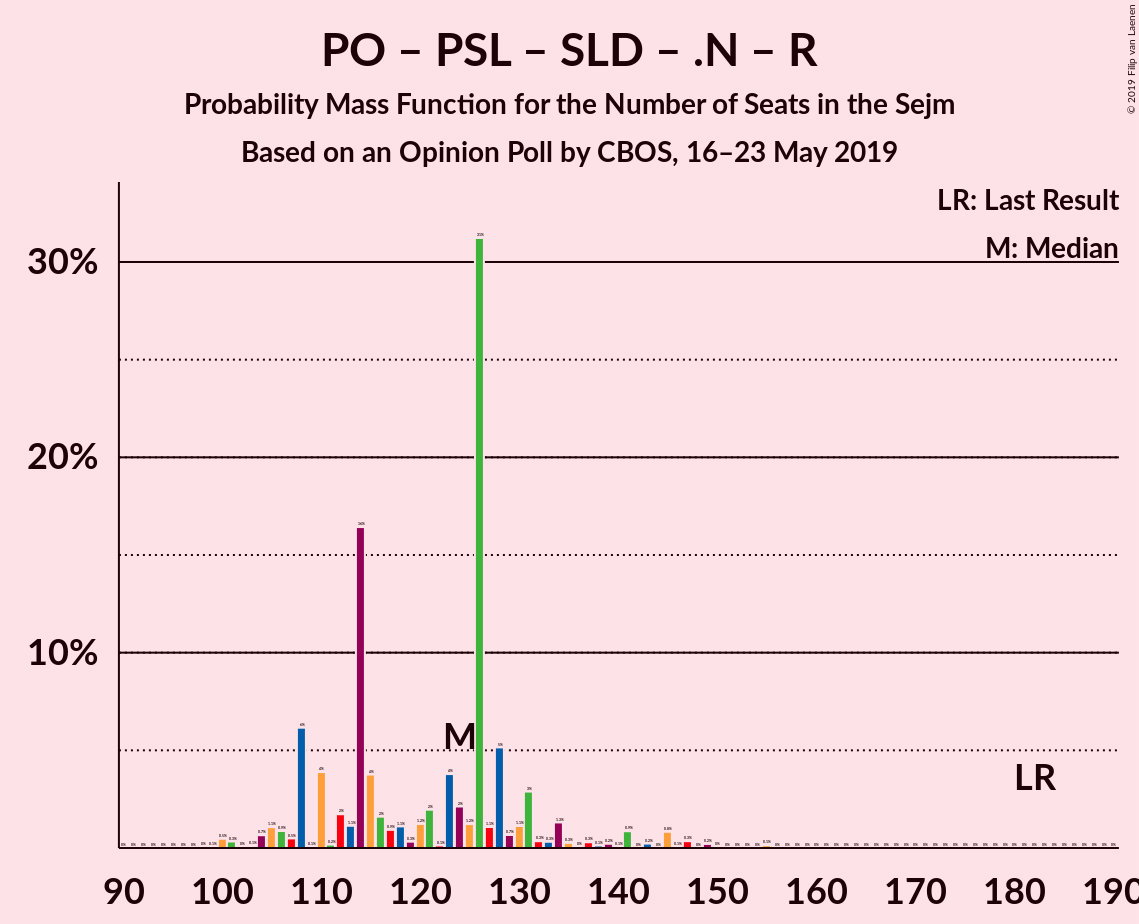 PO – PSL – SLD – .N – R
Probability Mass Function for the Number of Seats in the Sejm
Based on an Opinion Poll by CBOS, 16–23 May 2019
© 2019 Filip van Laenen
LR: Last Result
M: Median
30%
20%
10%
M
LR
90 100 110 120 130 140 150 160 170 180 190